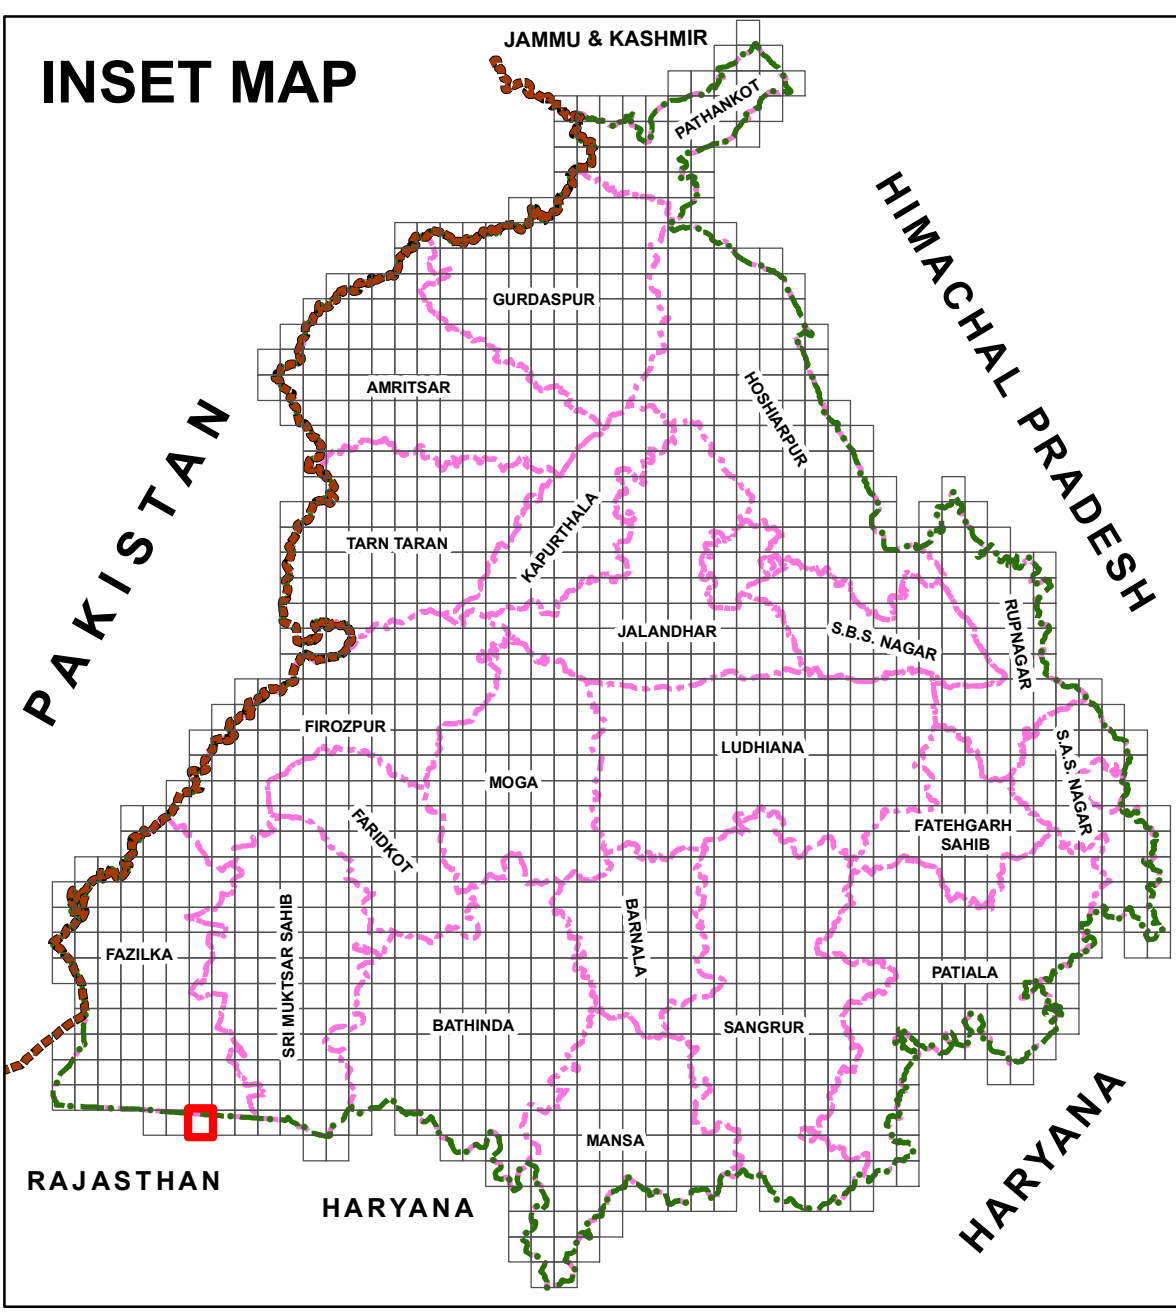 JAMMU & KASHMIR
INSET MAP
PATHANKOT
HIMACHAL PRADESH
GURDASPUR
AMRITSAR
HOSHIARPUR
PAKISTAN
KAPURTHALA
TARN TARAN
JALANDHAR
S.B.S. NAGAR
RUPNAGAR
FIROZPUR
LUDHIANA
S.A.S. NAGAR
MOGA
FARIDKOT
FATEHGARH
SAHIB
SRI MUKTSAR SAHIB
BARNALA
FAZILKA
PATIALA
BATHINDA
SANGRUR
MANSA
RAJASTHAN
HARYANA
HARYANA